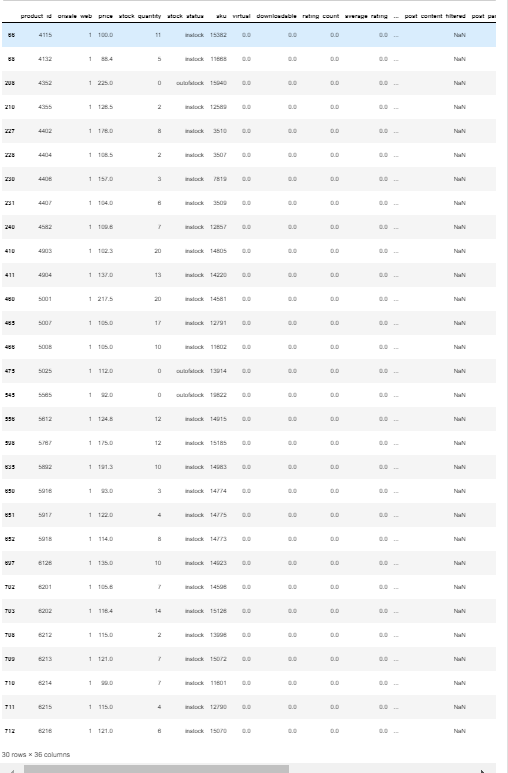 product_id onsale_web price stock_quantity stock_status sku virtual downloadable rating_count average_rating ... post_content_filtered
66 4115 1 100.0 11 instock 15382 0.0 0.0 0.0 0.0 ... NaN
68 4132 1 88.4 5 instock 11668 0.0 0.0 0.0 0.0 ... NaN
208 4352 1 225.0 0 outofstock 15940 0.0 0.0 0.0 0.0 ... NaN
210 4355 1 126.5 2 instock 12589 0.0 0.0 0.0 0.0 ... NaN
227 4402 1 176.0 8 instock 3510 0.0 0.0 0.0 0.0 ... NaN
228 4404 1 108.5 2 instock 3507 0.0 0.0 0.0 0.0 ... NaN
230 4406 1 157.0 3 instock 7819 0.0 0.0 0.0 0.0 ... NaN
231 4407 1 104.0 6 instock 3509 0.0 0.0 0.0 0.0 ... NaN
240 4582 1 109.6 7 instock 12857 0.0 0.0 0.0 0.0 ... NaN
410 4903 1 102.3 20 instock 14805 0.0 0.0 0.0 0.0 ... NaN
411 4904 1 137.0 13 instock 14220 0.0 0.0 0.0 0.0 ... NaN
460 5001 1 217.5 20 instock 14581 0.0 0.0 0.0 0.0 ... NaN
465 5007 1 105.0 17 instock 12791 0.0 0.0 0.0 0.0 ... NaN
466 5008 1 105.0 10 instock 11602 0.0 0.0 0.0 0.0 ... NaN
475 5025 1 112.0 0 outofstock 13914 0.0 0.0 0.0 0.0 ... NaN
545 5565 1 92.0 0 outofstock 19822 0.0 0.0 0.0 0.0 ... NaN
556 5612 1 124.8 12 instock 14915 0.0 0.0 0.0 0.0 ... NaN
598 5767 1 175.0 12 instock 15185 0.0 0.0 0.0 0.0 ... NaN
635 5892 1 191.3 10 instock 14983 0.0 0.0 0.0 0.0 ... NaN
650 5916 1 93.0 3 instock 14774 0.0 0.0 0.0 0.0 ... NaN
651 5917 1 122.0 4 instock 14775 0.0 0.0 0.0 0.0 ... NaN
652 5918 1 114.0 8 instock 14773 0.0 0.0 0.0 0.0 ... NaN
697 6126 1 135.0 10 instock 14923 0.0 0.0 0.0 0.0 ... NaN
702 6201 1 105.6 7 instock 14596 0.0 0.0 0.0 0.0 ... NaN
703 6202 1 116.4 14 instock 15126 0.0 0.0 0.0 0.0 ... NaN
708 6212 1 115.0 2 instock 13996 0.0 0.0 0.0 0.0 ... NaN
709 6213 1 121.0 7 instock 15072 0.0 0.0 0.0 0.0 ... NaN
710 6214 1 99.0 7 instock 11601 0.0 0.0 0.0 0.0 ... NaN
711 6215 1 115.0 4 instock 12790 0.0 0.0 0.0 0.0 ... NaN
712 6216 1 121.0 6 instock 15070 0.0 0.0 0.0 0.0 ... NaN
30 rows × 36 columns